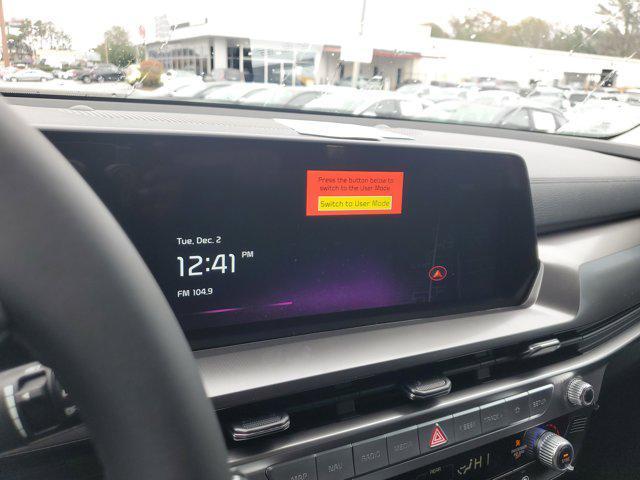 Press the button below to
switch to the User Mode.
Switch to User Mode
Tue, Dec. 2
12:41 PM
FM 104.9
MAP
NAV
RADIO
MEDIA
SEEK
TRACK
SETUP
REAR
HI